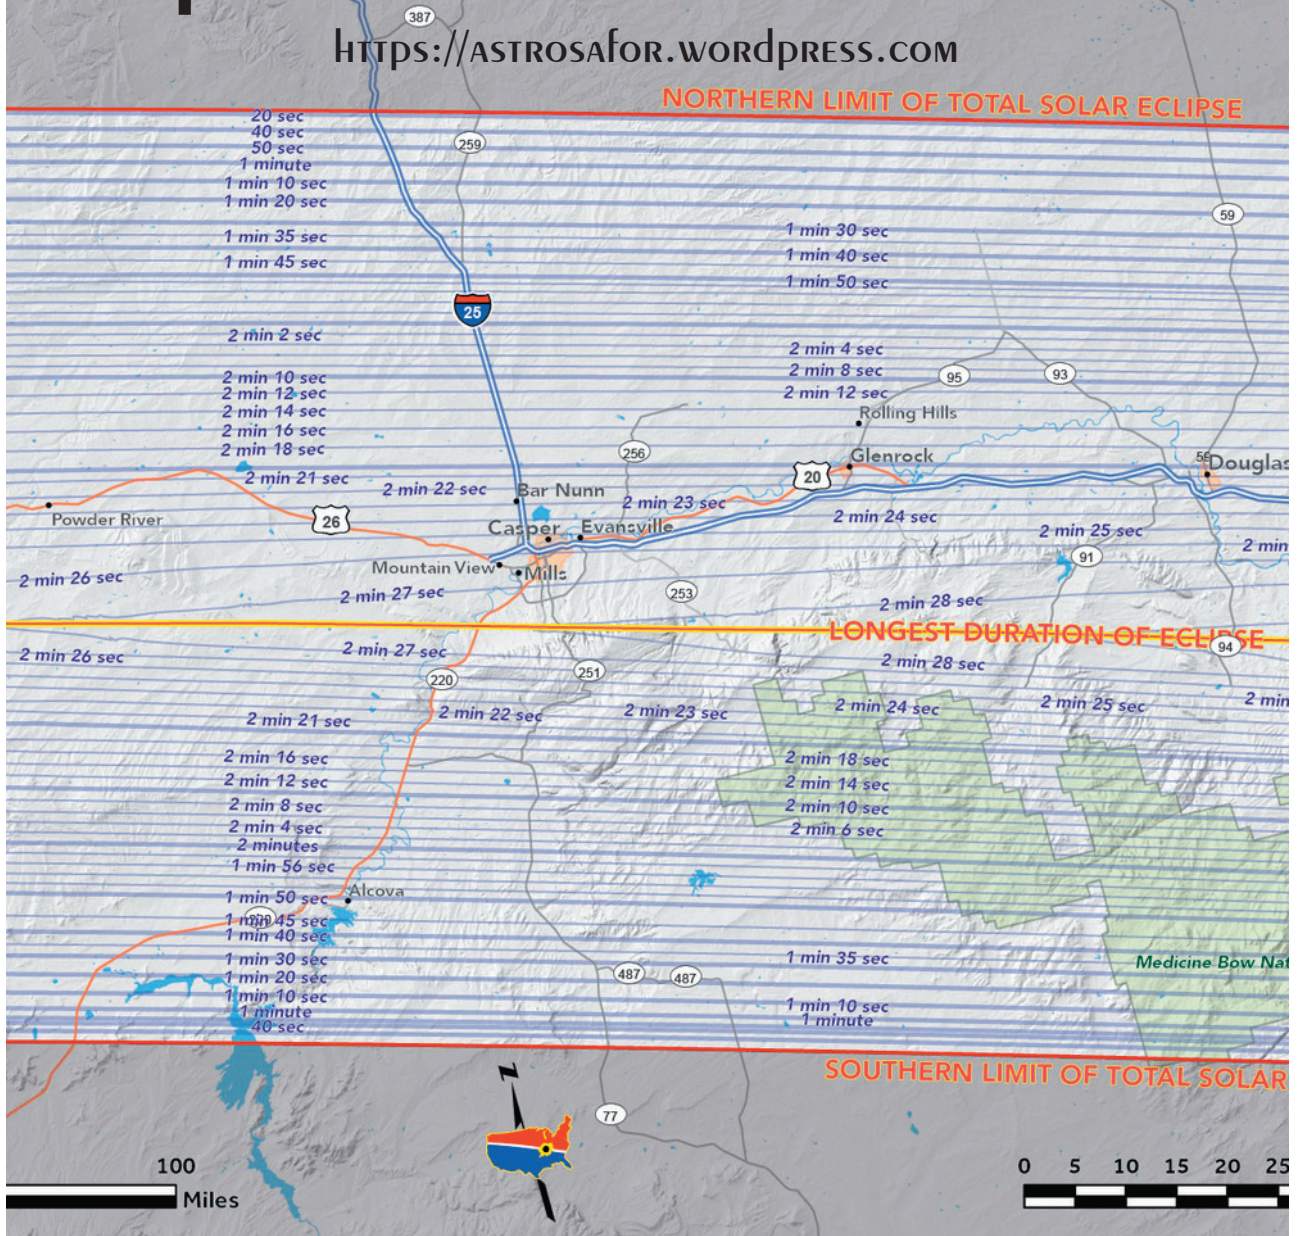 387
https://astrosafor.wordpress.com
NORTHERN LIMIT OF TOTAL SOLAR ECLIPSE
20 sec
40 sec
50 sec
259
1 minute
1 min 10 sec
1 min 20 sec
59
1 min 30 sec
1 min 35 sec
1 min 40 sec
1 min 45 sec
1 min 50 sec
25
2 min 2 sec
2 min 4 sec
2 min 8 sec
95
93
2 min 10 sec
2 min 12 sec
2 min 12 sec
2 min 14 sec
Rolling Hills
2 min 16 sec
2 min 18 sec
256
Glenrock
59
Douglas
20
2 min 21 sec
2 min 22 sec
Bar Nunn
2 min 23 sec
Powder River
26
2 min 24 sec
Casper
Evansville
2 min 25 sec
2 min
91
Mountain View
Mills
2 min 26 sec
2 min 27 sec
253
2 min 28 sec
LONGEST DURATION OF ECLIPSE
94
2 min 26 sec
2 min 27 sec
2 min 28 sec
251
220
2 min 21 sec
2 min 22 sec
2 min 23 sec
2 min 24 sec
2 min 25 sec
2 min
2 min 16 sec
2 min 18 sec
2 min 12 sec
2 min 14 sec
2 min 8 sec
2 min 10 sec
2 min 4 sec
2 min 6 sec
2 minutes
1 min 56 sec
1 min 50 sec
Alcova
1 min 45 sec
1 min 40 sec
1 min 30 sec
1 min 35 sec
Medicine Bow Nat
1 min 20 sec
487
487
1 min 10 sec
1 min 10 sec
1 minute
1 minute
40 sec
SOUTHERN LIMIT OF TOTAL SOLAR
N
77
100
Miles
0 5 10 15 20 25